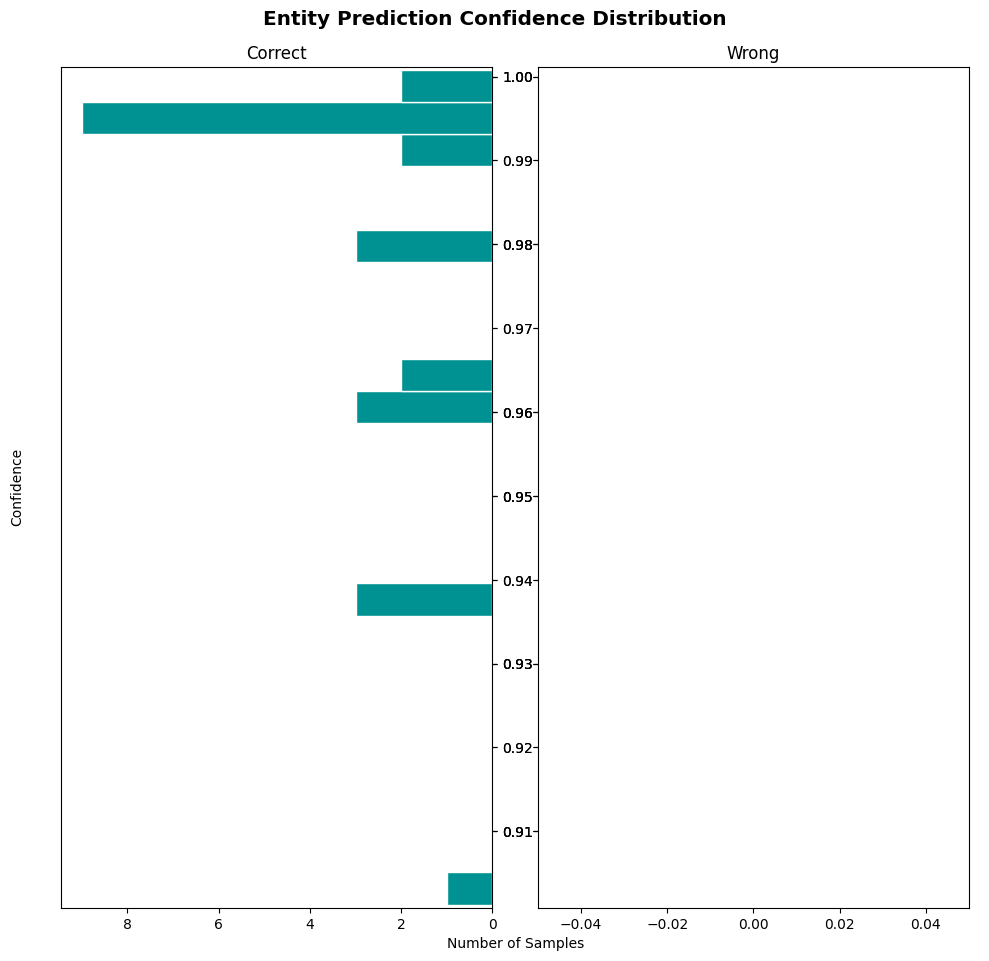 Entity Prediction Confidence Distribution
Correct
Wrong
1.00
0.99
0.98
0.97
0.96
0.95
0.94
0.93
0.92
0.91
Confidence
8 6 4 2 0
−0.04 −0.02 0.00 0.02 0.04
Number of Samples